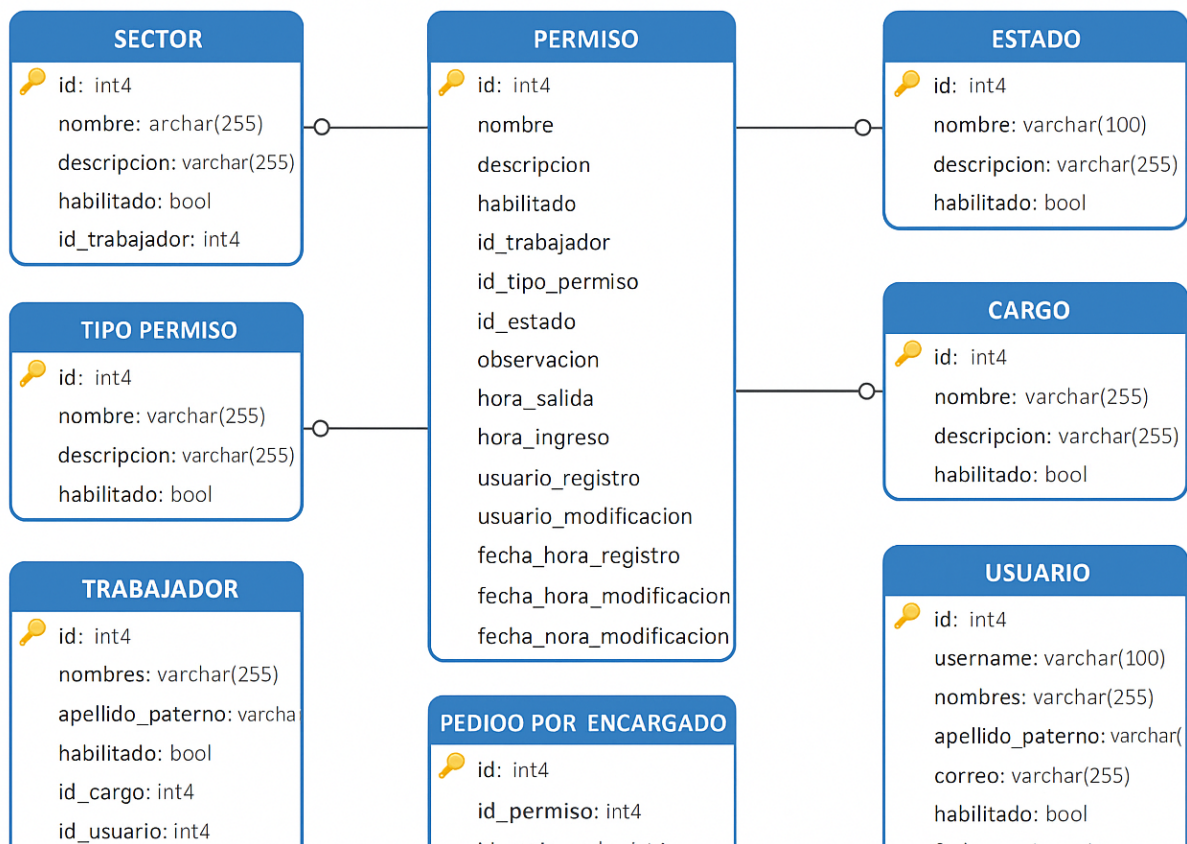 SECTOR
id: int4
nombre: archar(255)
descripcion: varchar(255)
habilitado: bool
id_trabajador: int4
TIPO PERMISO
id: int4
nombre: varchar(255)
descripcion: varchar(255)
habilitado: bool
TRABAJADOR
id: int4
nombres: varchar(255)
apellido_paterno: varcha
habilitado: bool
id_cargo: int4
id_usuario: int4
PERMISO
id: int4
nombre
descripcion
habilitado
id_trabajador
id_tipo_permiso
id_estado
observacion
hora_salida
hora_ingreso
usuario_registro
usuario_modificacion
fecha_hora_registro
fecha_hora_modificacion
fecha_nora_modificacion
PEDIOO POR ENCARGADO
id: int4
id_permiso: int4
ESTADO
id: int4
nombre: varchar(100)
descripcion: varchar(255)
habilitado: bool
CARGO
id: int4
nombre: varchar(255)
descripcion: varchar(255)
habilitado: bool
USUARIO
id: int4
username: varchar(100)
nombres: varchar(255)
apellido_paterno: varchar(
correo: varchar(255)
habilitado: bool